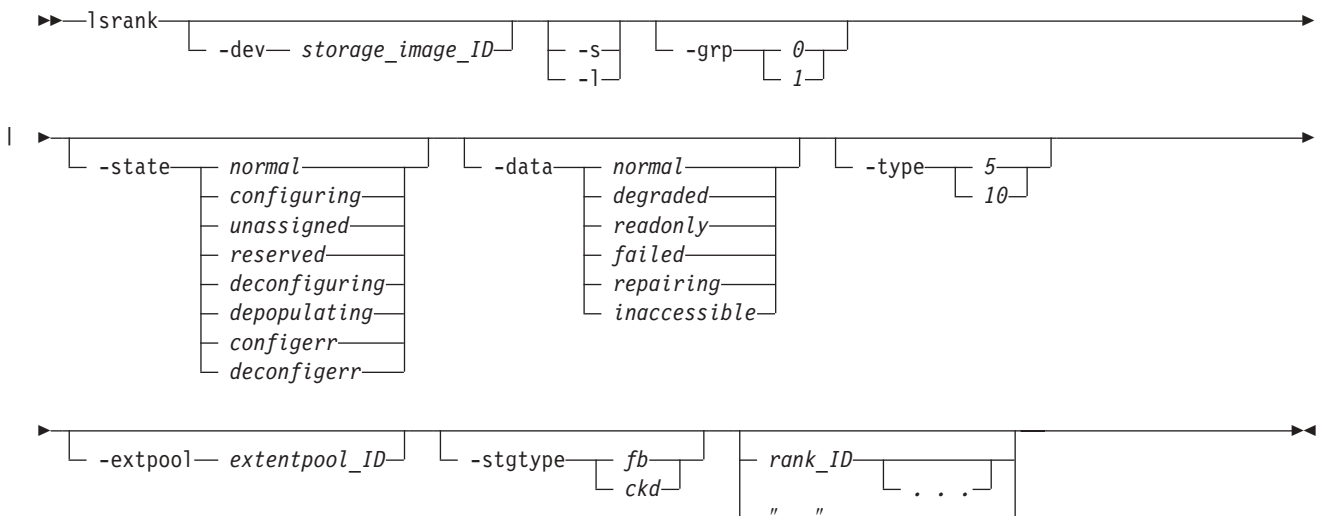 lsrank
-dev storage_image_ID
-s
-l
-grp 0
1
|
-state normal
configuring
unassigned
reserved
deconfiguring
depopulating
configerr
deconfigerr
-data normal
degraded
readonly
failed
repairing
inaccessible
-type 5
10
-extpool extentpool_ID
-stgtype fb
ckd
rank_ID
. . .
" "